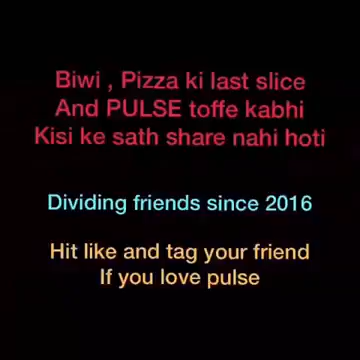 Biwi , Pizza ki last slice
And PULSE toffe kabhi
Kisi ke sath share nahi hoti
Dividing friends since 2016
Hit like and tag your friend
If you love pulse